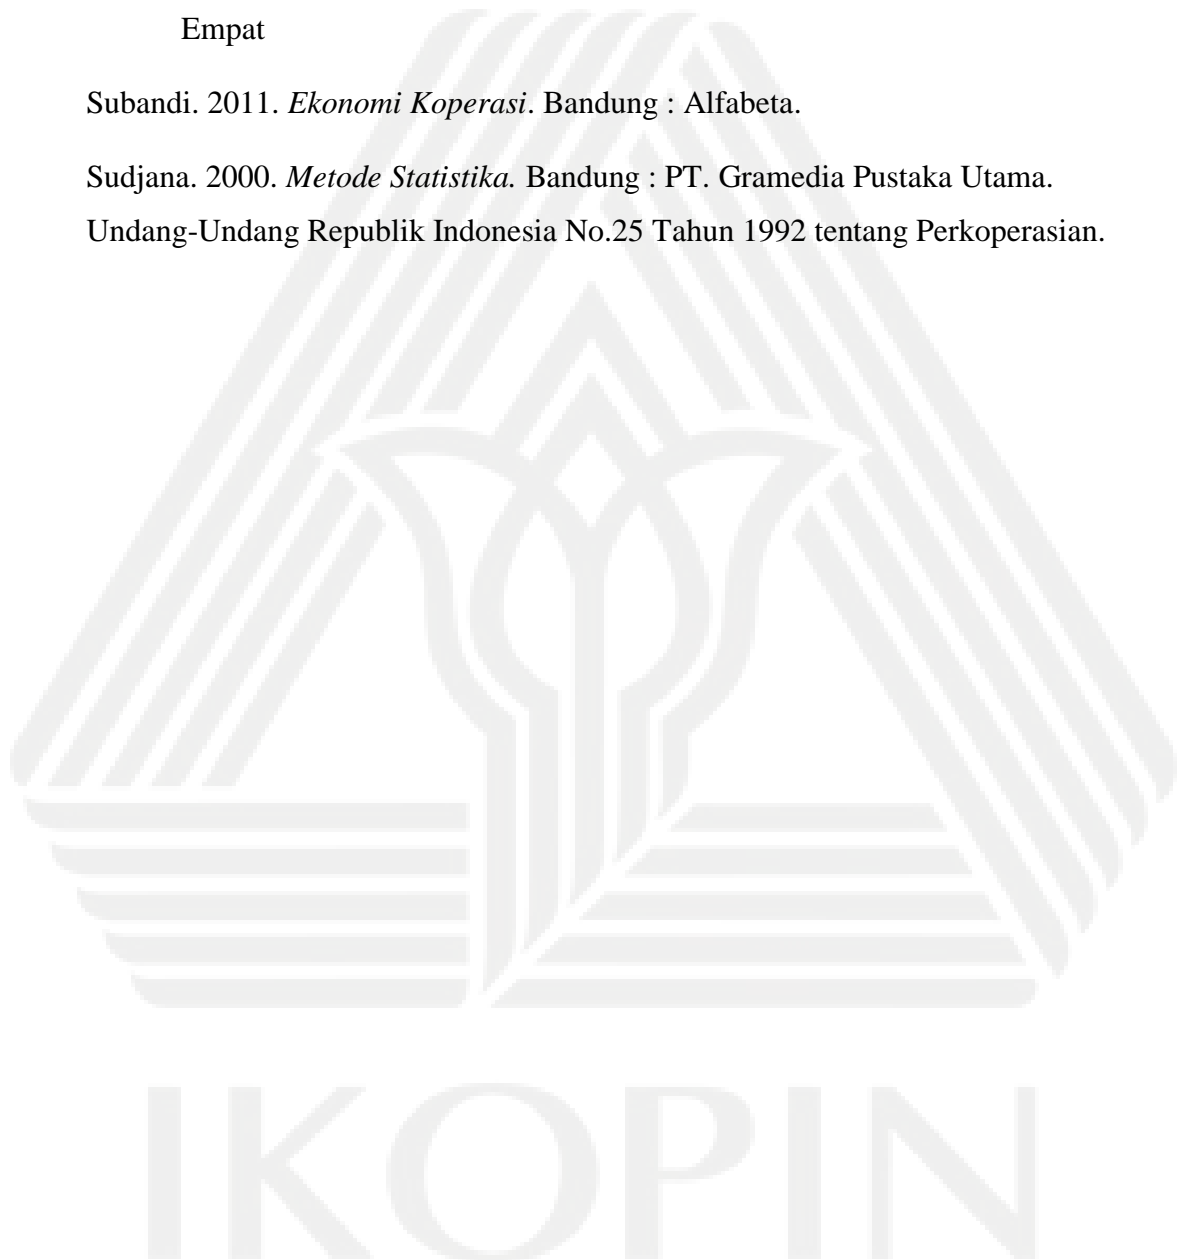 Empat
Subandi. 2011. Ekonomi Koperasi. Bandung : Alfabeta.
Sudjana. 2000. Metode Statistika. Bandung : PT. Gramedia Pustaka Utama.
Undang-Undang Republik Indonesia No.25 Tahun 1992 tentang Perkoperasian.
IKOPIN